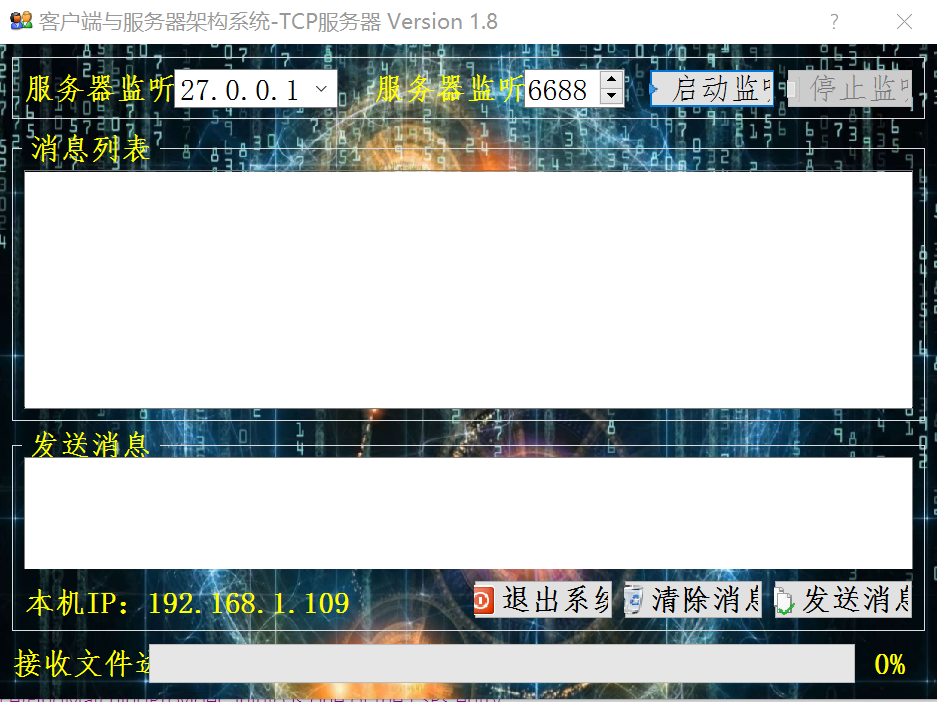 客户端与服务器架构系统-TCP服务器 Version 1.8
服务器监听 27.0.0.1 服务器监听 6688 启动监 停止监
消息列表
发送消息
本机IP: 192.168.1.109 退出系 清除消 发送消
接收文件 0%